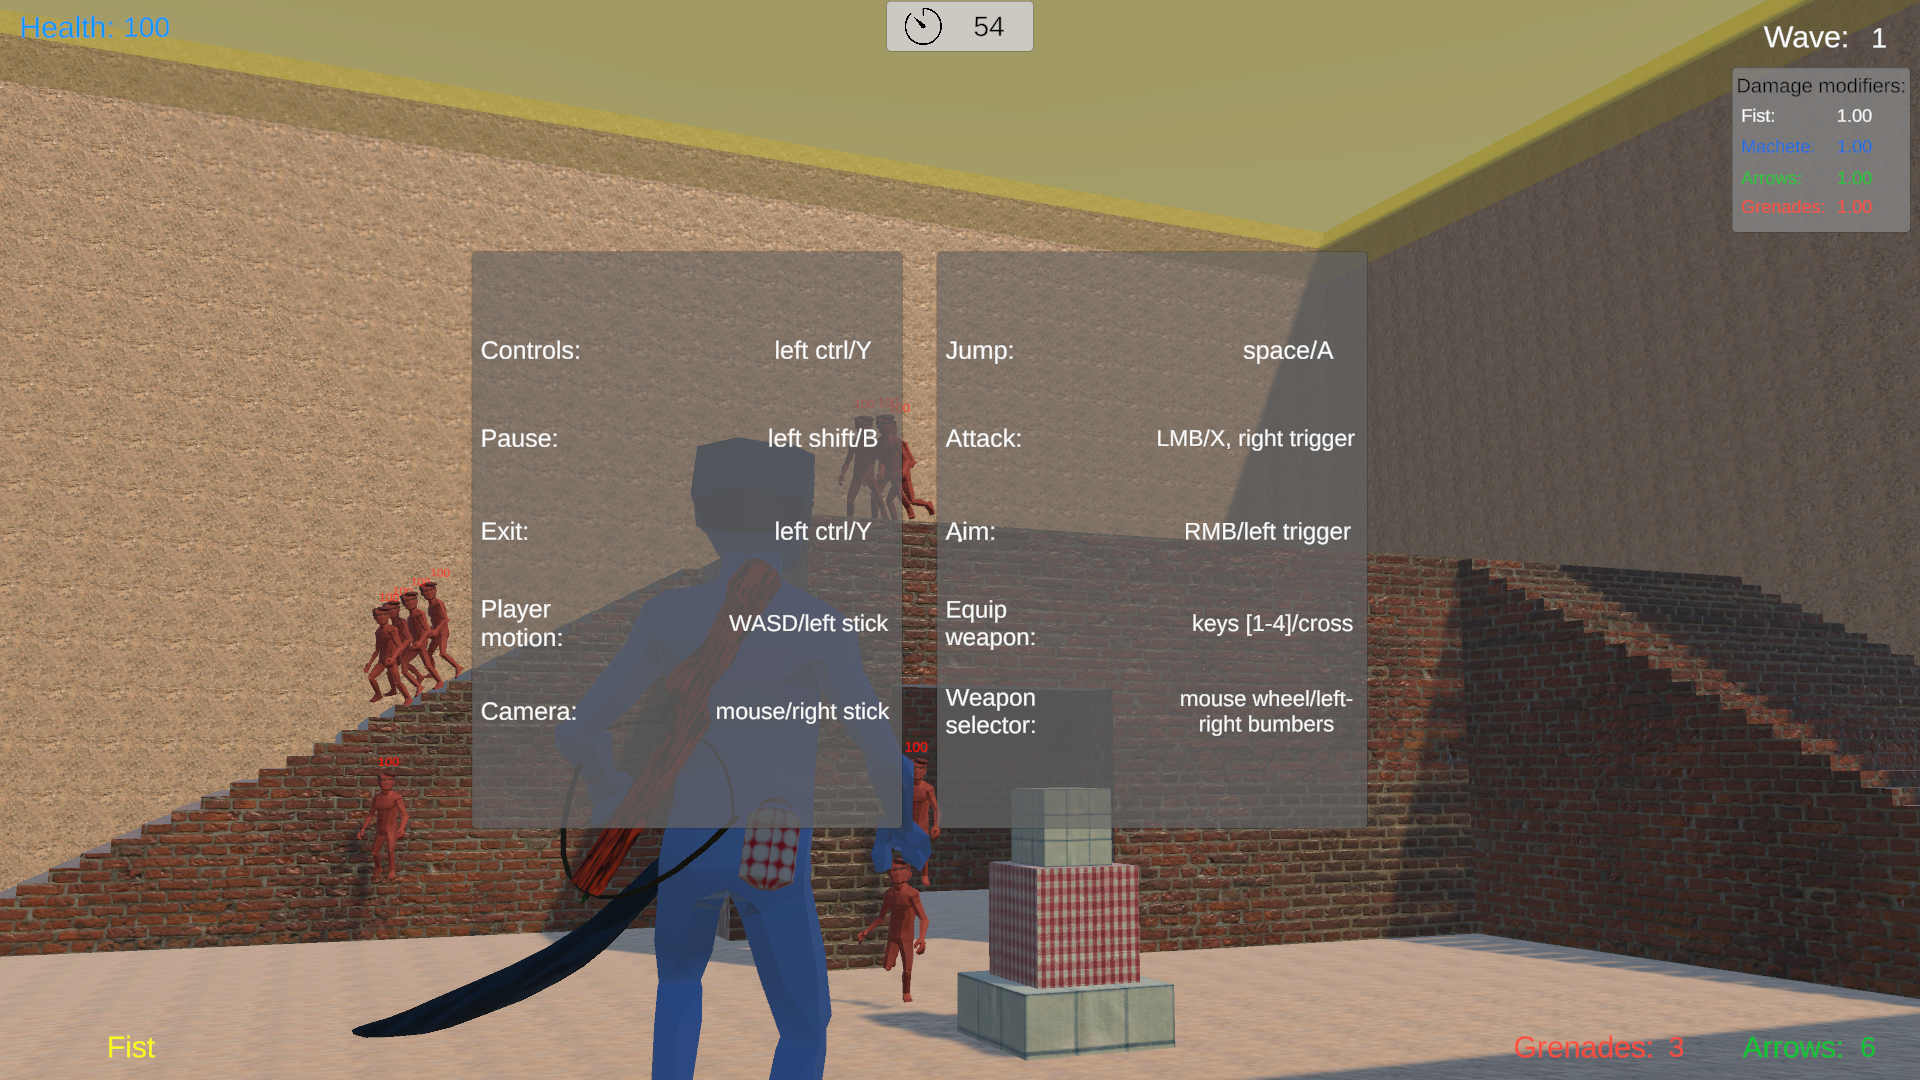 Health: 100
54
Wave: 1
Damage modifiers:
Fist: 1.00
Machete: 1.00
Arrows: 1.00
Grenades: 1.00
Controls: left ctrl/Y
Pause: left shift/B
Exit: left ctrl/Y
Player
motion: WASD/left stick
Camera: mouse/right stick
Jump: space/A
Attack: LMB/X, right trigger
Aim: RMB/left trigger
Equip
weapon: keys [1-4]/cross
Weapon
selector: mouse wheel/left-
right bumbers
100
100
100
Fist
Grenades: 3
Arrows: 6